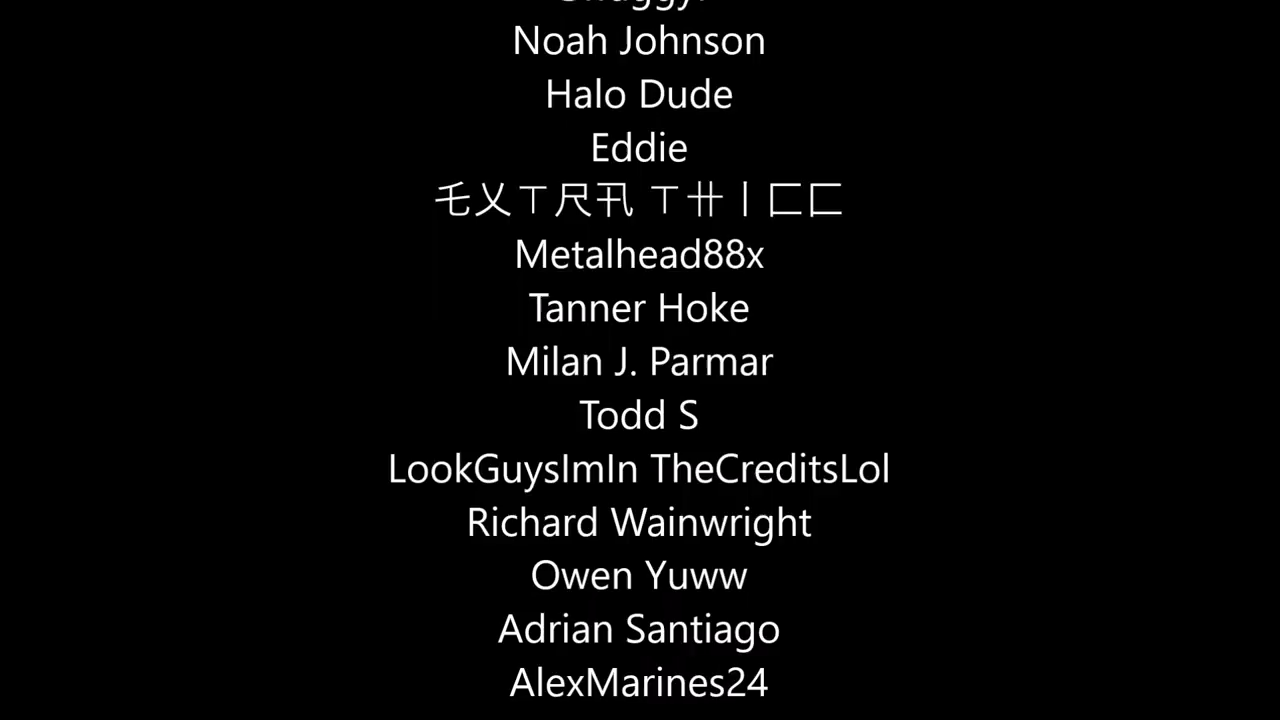 Noah Johnson
Halo Dude
Eddie
乇乂ㄒ尺卂 ㄒ卄丨匚匚
Metalhead88x
Tanner Hoke
Milan J. Parmar
Todd S
LookGuysImIn TheCreditsLol
Richard Wainwright
Owen Yuww
Adrian Santiago
AlexMarines24